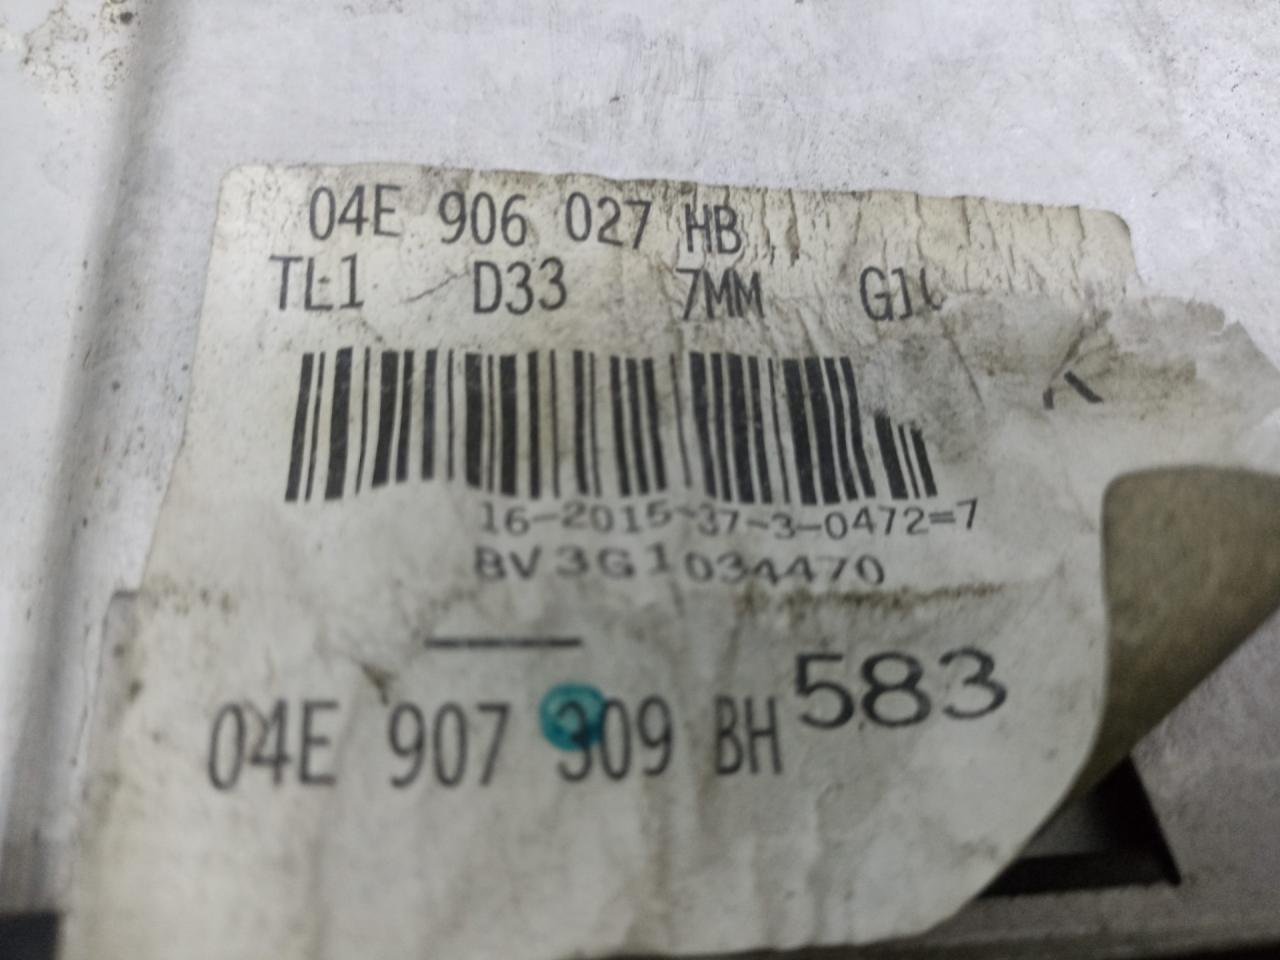 04E 906 027 HB
TL1 D33 7MM
16-2015-37-3-0472=7
BV3G1034470
04E 907 309 BH 583